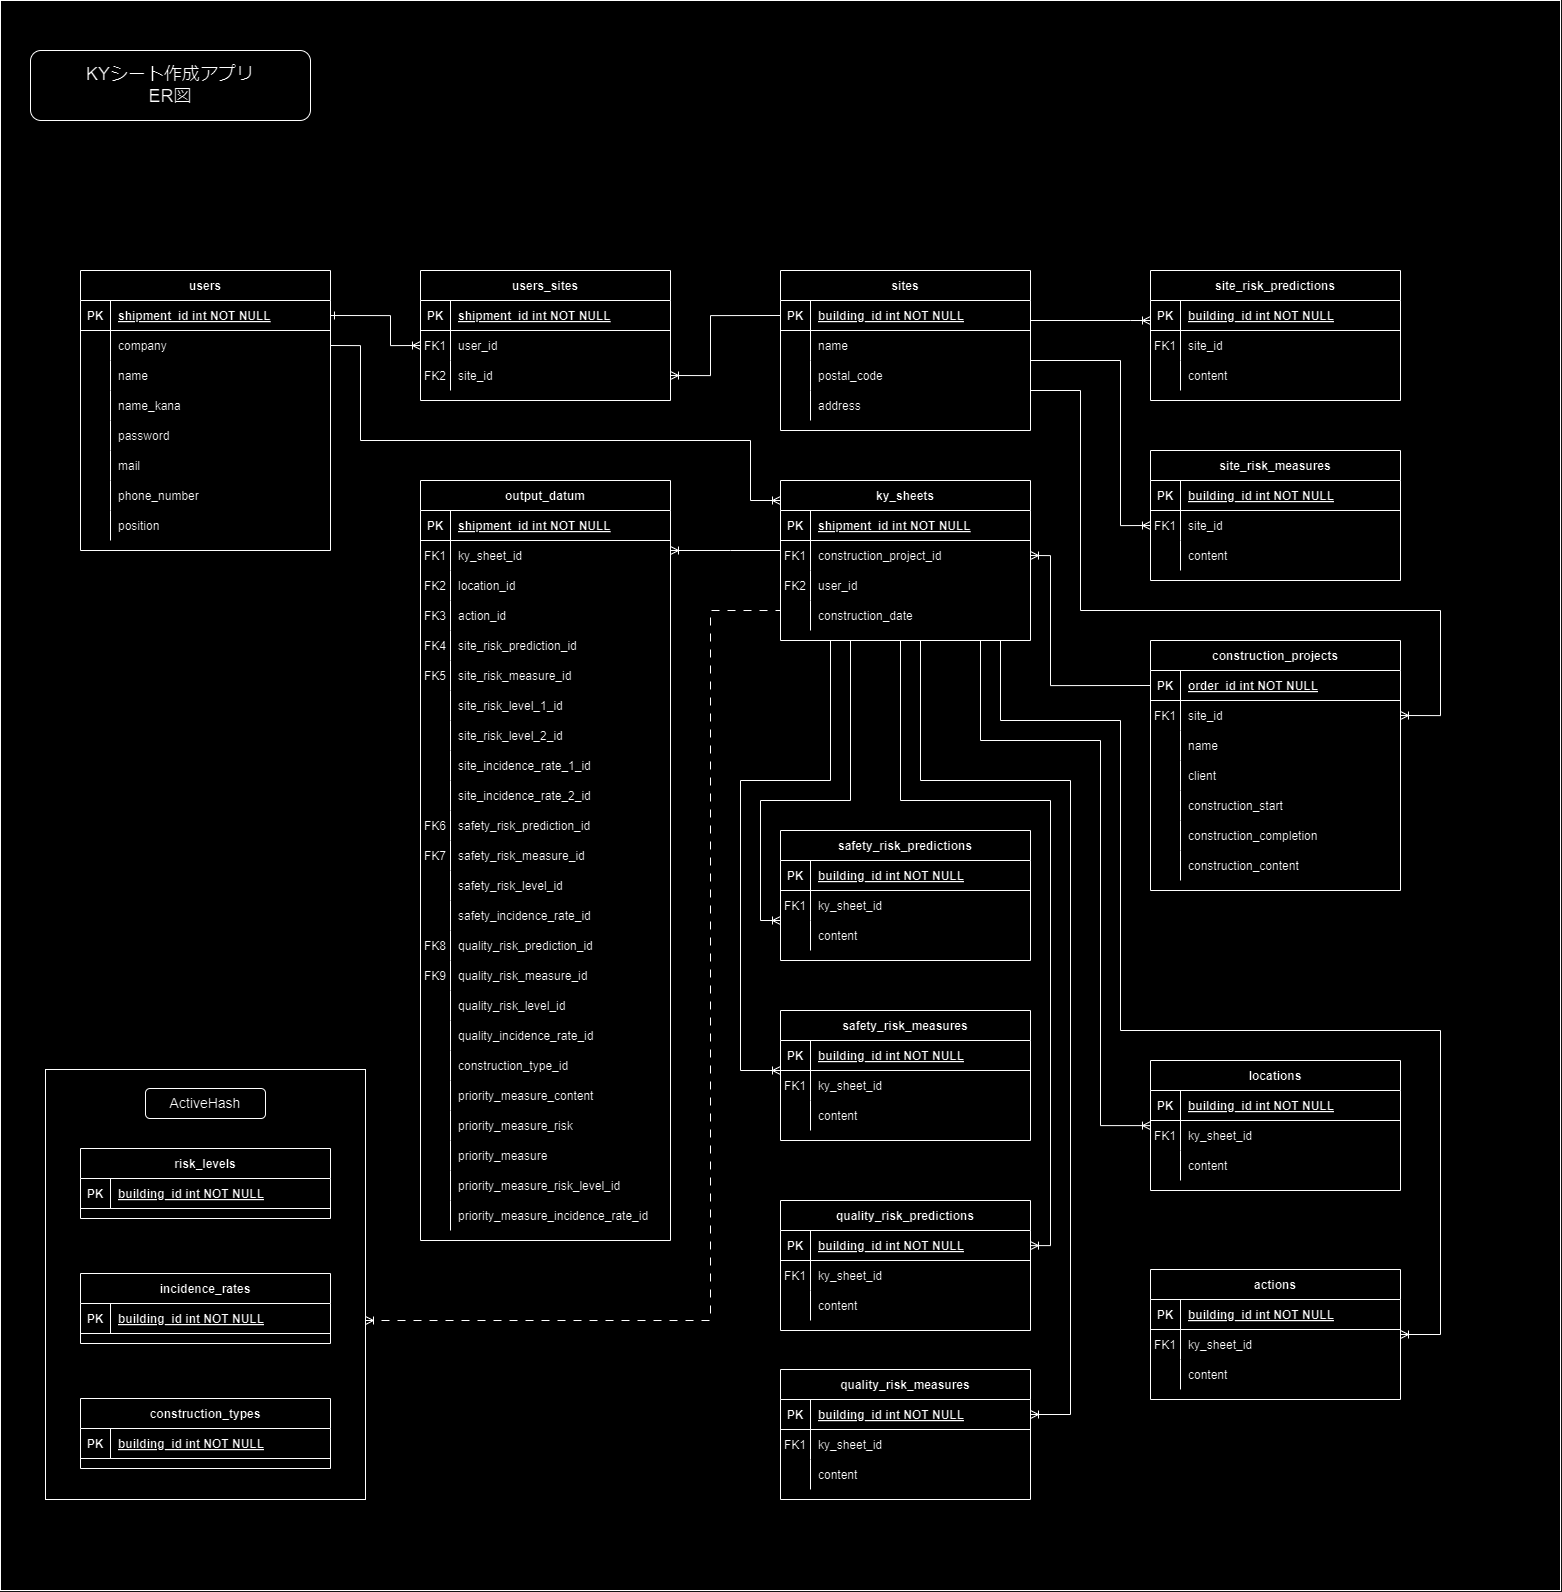 KYシート作成アプリ
ER図
users
PK shipment_id int NOT NULL
company
name
name_kana
password
mail
phone_number
position
users_sites
PK shipment_id int NOT NULL
FK1 user_id
FK2 site_id
sites
PK building_id int NOT NULL
name
postal_code
address
site_risk_predictions
PK building_id int NOT NULL
FK1 site_id
content
site_risk_measures
PK building_id int NOT NULL
FK1 site_id
content
output_datum
PK shipment_id int NOT NULL
FK1 ky_sheet_id
FK2 location_id
FK3 action_id
FK4 site_risk_prediction_id
FK5 site_risk_measure_id
site_risk_level_1_id
site_risk_level_2_id
site_incidence_rate_1_id
site_incidence_rate_2_id
FK6 safety_risk_prediction_id
FK7 safety_risk_measure_id
safety_risk_level_id
safety_incidence_rate_id
FK8 quality_risk_prediction_id
FK9 quality_risk_measure_id
quality_risk_level_id
quality_incidence_rate_id
construction_type_id
priority_measure_content
priority_measure_risk
priority_measure
priority_measure_risk_level_id
priority_measure_incidence_rate_id
ky_sheets
PK shipment_id int NOT NULL
FK1 construction_project_id
FK2 user_id
construction_date
construction_projects
PK order_id int NOT NULL
FK1 site_id
name
client
construction_start
construction_completion
construction_content
safety_risk_predictions
PK building_id int NOT NULL
FK1 ky_sheet_id
content
safety_risk_measures
PK building_id int NOT NULL
FK1 ky_sheet_id
content
locations
PK building_id int NOT NULL
FK1 ky_sheet_id
content
ActiveHash
risk_levels
PK building_id int NOT NULL
incidence_rates
PK building_id int NOT NULL
construction_types
PK building_id int NOT NULL
quality_risk_predictions
PK building_id int NOT NULL
FK1 ky_sheet_id
content
quality_risk_measures
PK building_id int NOT NULL
FK1 ky_sheet_id
content
actions
PK building_id int NOT NULL
FK1 ky_sheet_id
content